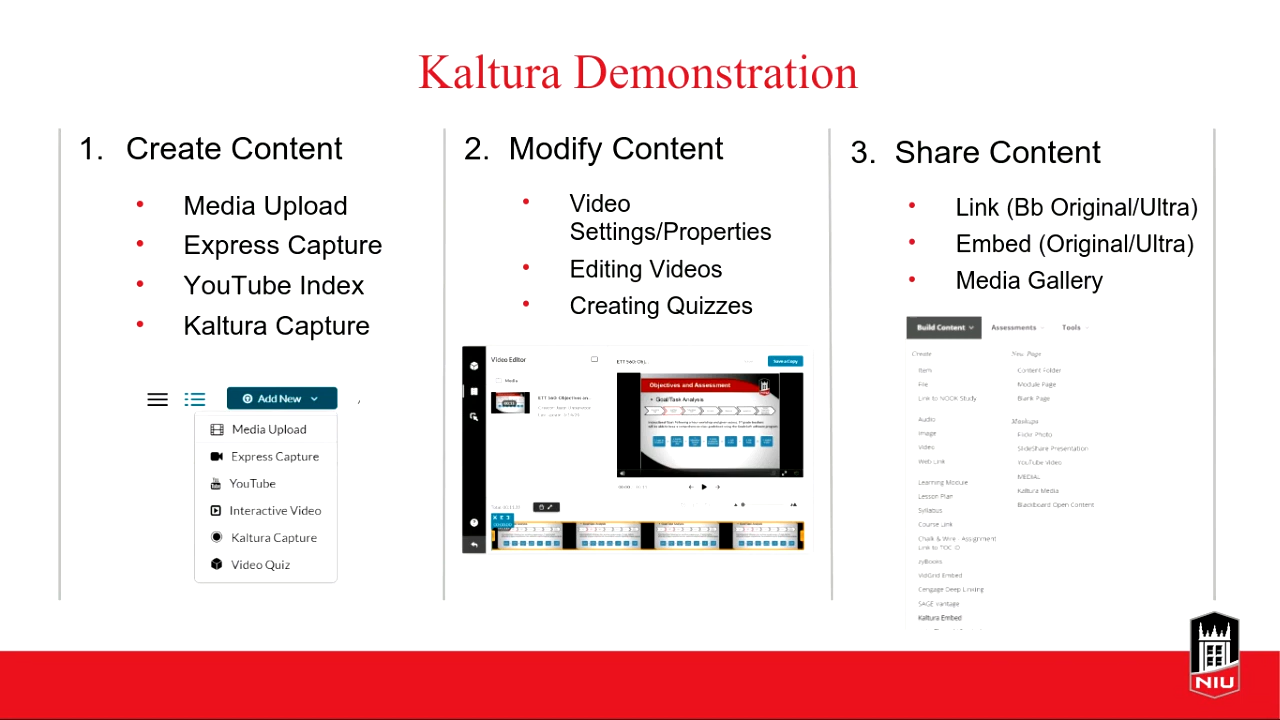 Kaltura Demonstration
1. Create Content
• Media Upload
• Express Capture
• YouTube Index
• Kaltura Capture
Add New
Media Upload
Express Capture
YouTube
Interactive Video
Kaltura Capture
Video Quiz
2. Modify Content
• Video
Settings/Properties
• Editing Videos
• Creating Quizzes
Video Editor
Media
Save a Copy
Objectives and Assessment
Goal/Task Analysis
3. Share Content
• Link (Bb Original/Ultra)
• Embed (Original/Ultra)
• Media Gallery
Build Content
Assessments
Tools
Create
Item
File
Link to NOOK Study
Audio
Image
Video
Web Link
Learning Module
Lesson Plan
Syllabus
Course Link
Chalk & Wire - Assignment
Link to TOC ID
zyBooks
VidGrid Embed
Cengage Deep Linking
SAGE Vantage
Kaltura Embed
New Page
Content Folder
Module Page
Blank Page
Mashups
Flickr Photo
SlideShare Presentation
YouTube Video
MEDIAL
Kaltura Media
Blackboard Open Content
NIU